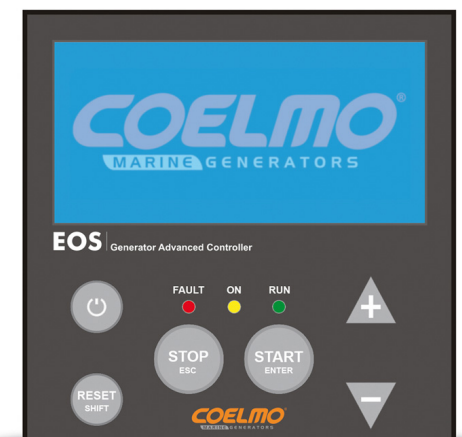 COELMO®
MARINE GENERATORS
EOS Generator Advanced Controller
FAULT ON RUN
+
STOP
ESC
START
ENTER
RESET
SHIFT
-
COELMO
MARINE GENERATORS